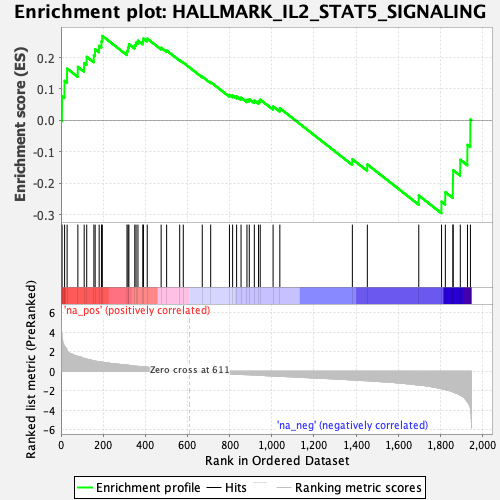 Enrichment plot: HALLMARK_IL2_STAT5_SIGNALING
Enrichment score (ES)
0.2
0.1
0.0
-0.1
-0.2
-0.3
Ranked list metric (PreRanked)
'na_pos' (positively correlated)
6
4
2
0
-2
-4
-6
Zero cross at 611
'na_neg' (negatively correlated)
0 200 400 600 800 1,000 1,200 1,400 1,600 1,800 2,000
Rank in Ordered Dataset
Enrichment profile Hits Ranking metric scores